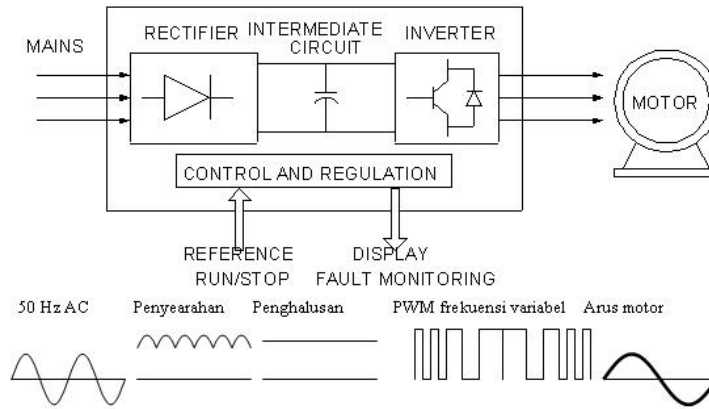 MAINS
RECTIFIER
INTERMEDIATE
CIRCUIT
INVERTER
MOTOR
CONTROL AND REGULATION
REFERENCE
RUN/STOP
DISPLAY
FAULT MONITORING
50 Hz AC
Penyearahan
Penghalusan
PWM frekuensi variabel
Arus motor